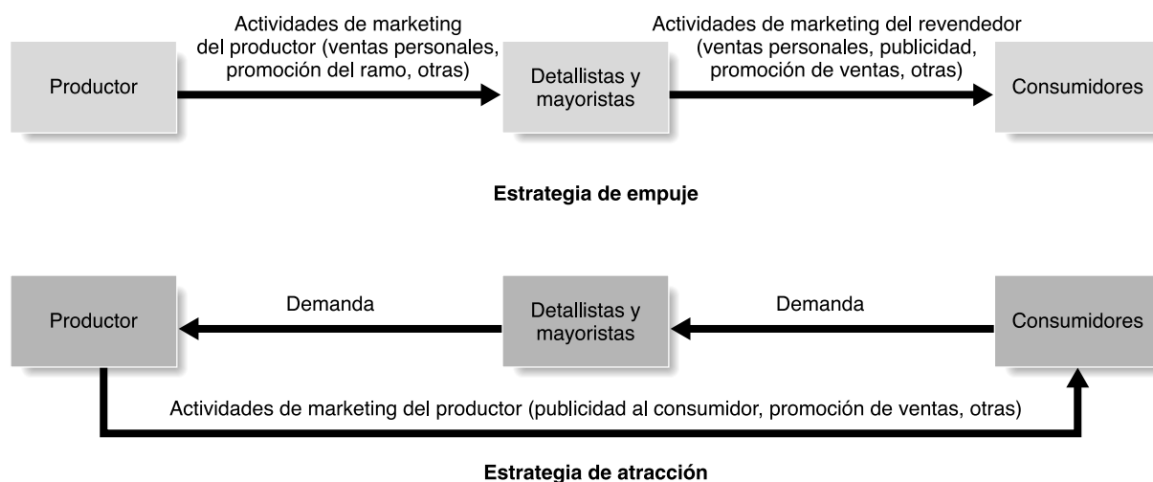 Actividades de marketing
del productor (ventas personales,
promoción del ramo, otras)
Actividades de marketing del revendedor
(ventas personales, publicidad,
promoción de ventas, otras)
Productor
Detallistas y
mayoristas
Consumidores
Estrategia de empuje
Productor
Demanda
Detallistas y
mayoristas
Demanda
Consumidores
Actividades de marketing del productor (publicidad al consumidor, promoción de ventas, otras)
Estrategia de atracción